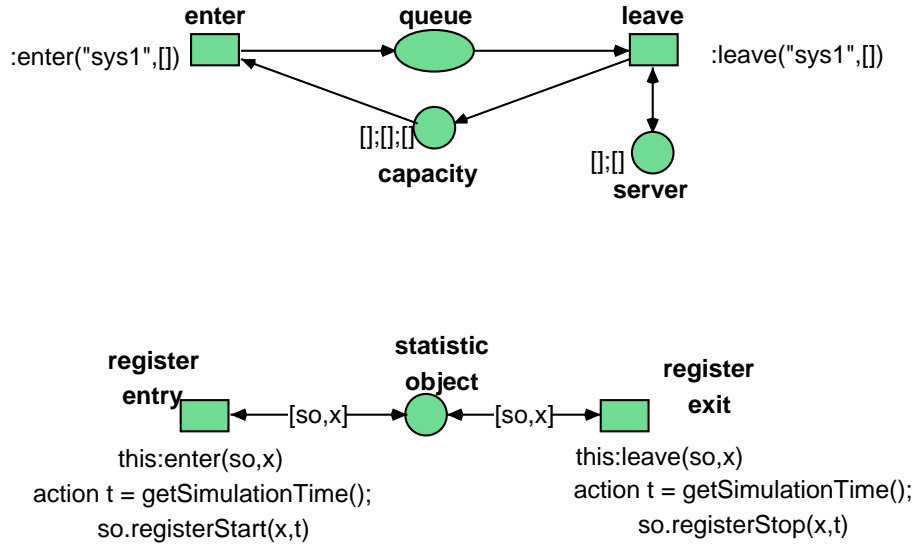 enter
queue
leave
:enter("sys1",[])
:leave("sys1",[])
[];[];[]
capacity
[];[]
server
register
entry
statistic
object
register
exit
[so,x]
[so,x]
this:enter(so,x)
action t = getSimulationTime();
so.registerStart(x,t)
this:leave(so,x)
action t = getSimulationTime();
so.registerStop(x,t)